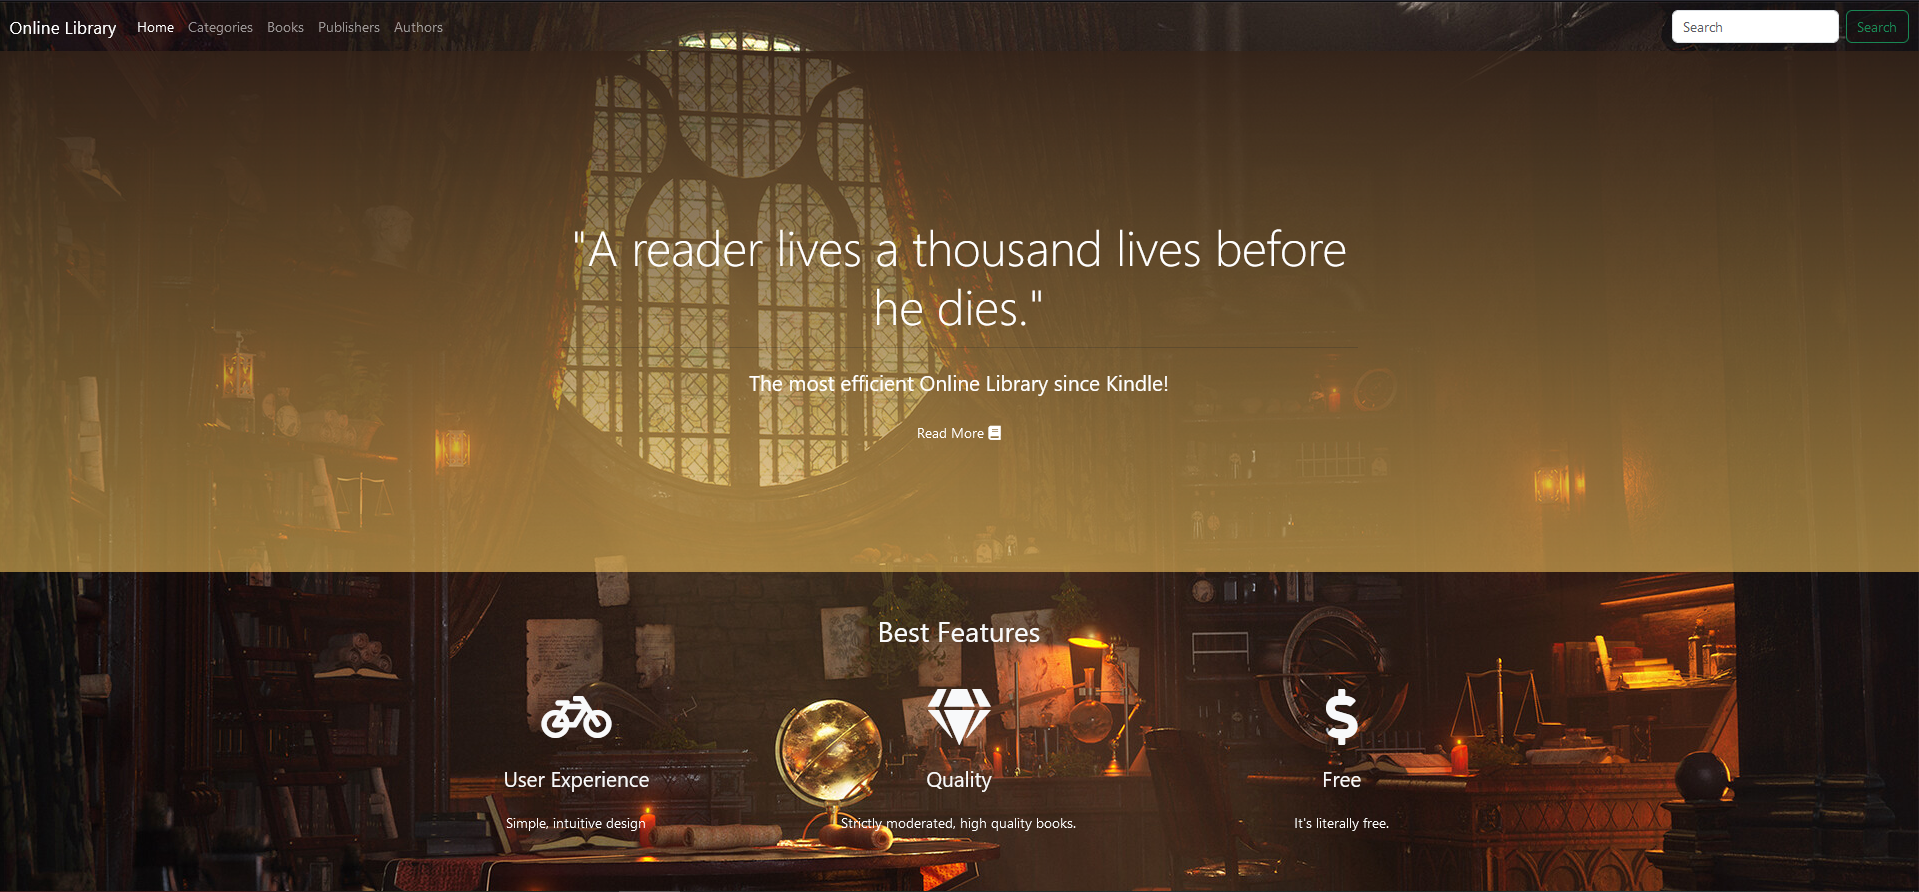 Online Library Home Categories Books Publishers Authors Search Search
"A reader lives a thousand lives before
he dies."
The most efficient Online Library since Kindle!
Read More
Best Features
User Experience Quality Free
Simple, intuitive design Strictly moderated, high quality books. It's literally free.